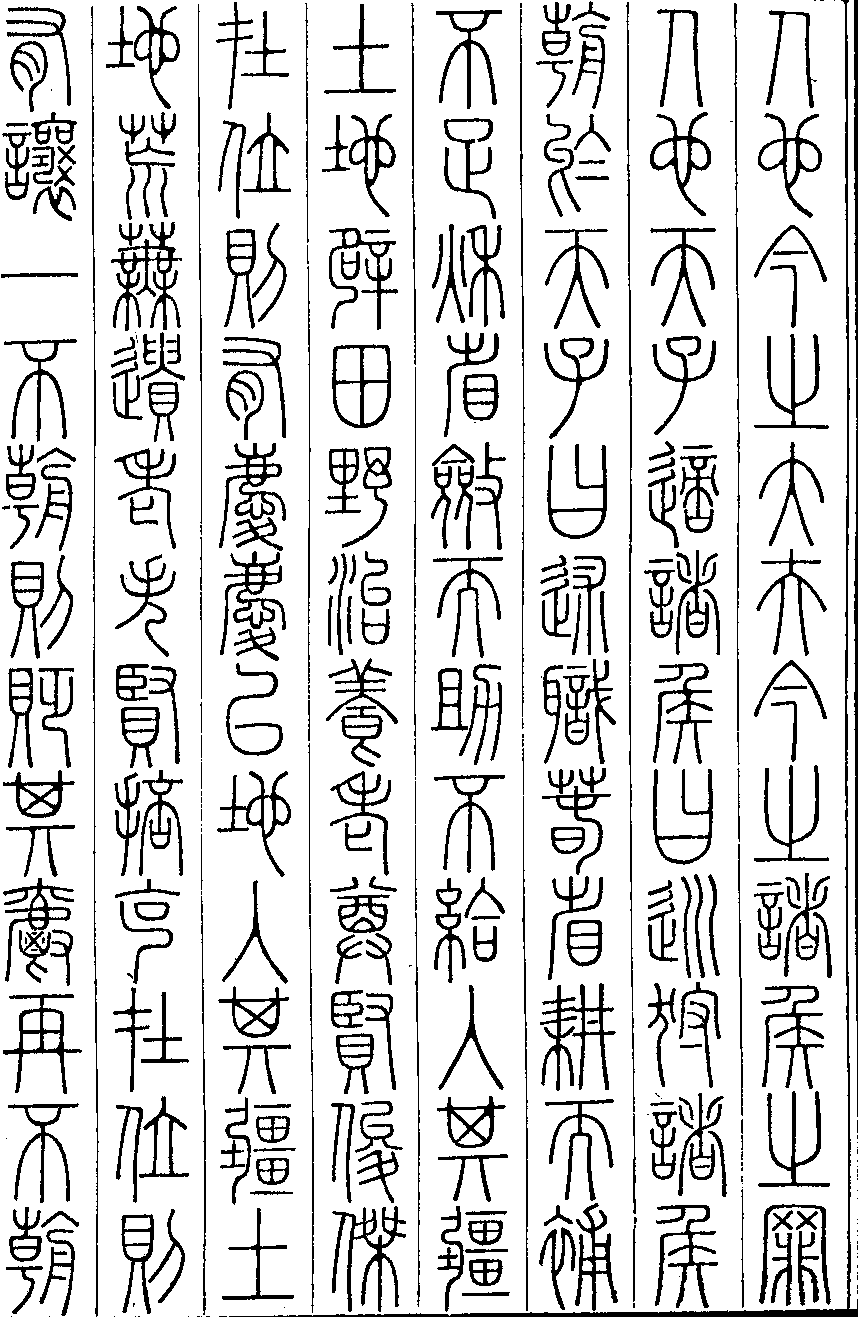 人也今之大夫今之諸侯之罪
人也天子適諸侯曰巡狩諸侯
朝於天子曰述職春省耕而補
不足秋省斂而助不給入其疆
土地辟田野治養老尊賢俊傑
在位則有慶慶以地入其疆土
地荒蕪遺老失賢掊克在位則
有讓一不朝則貶其爵再不朝